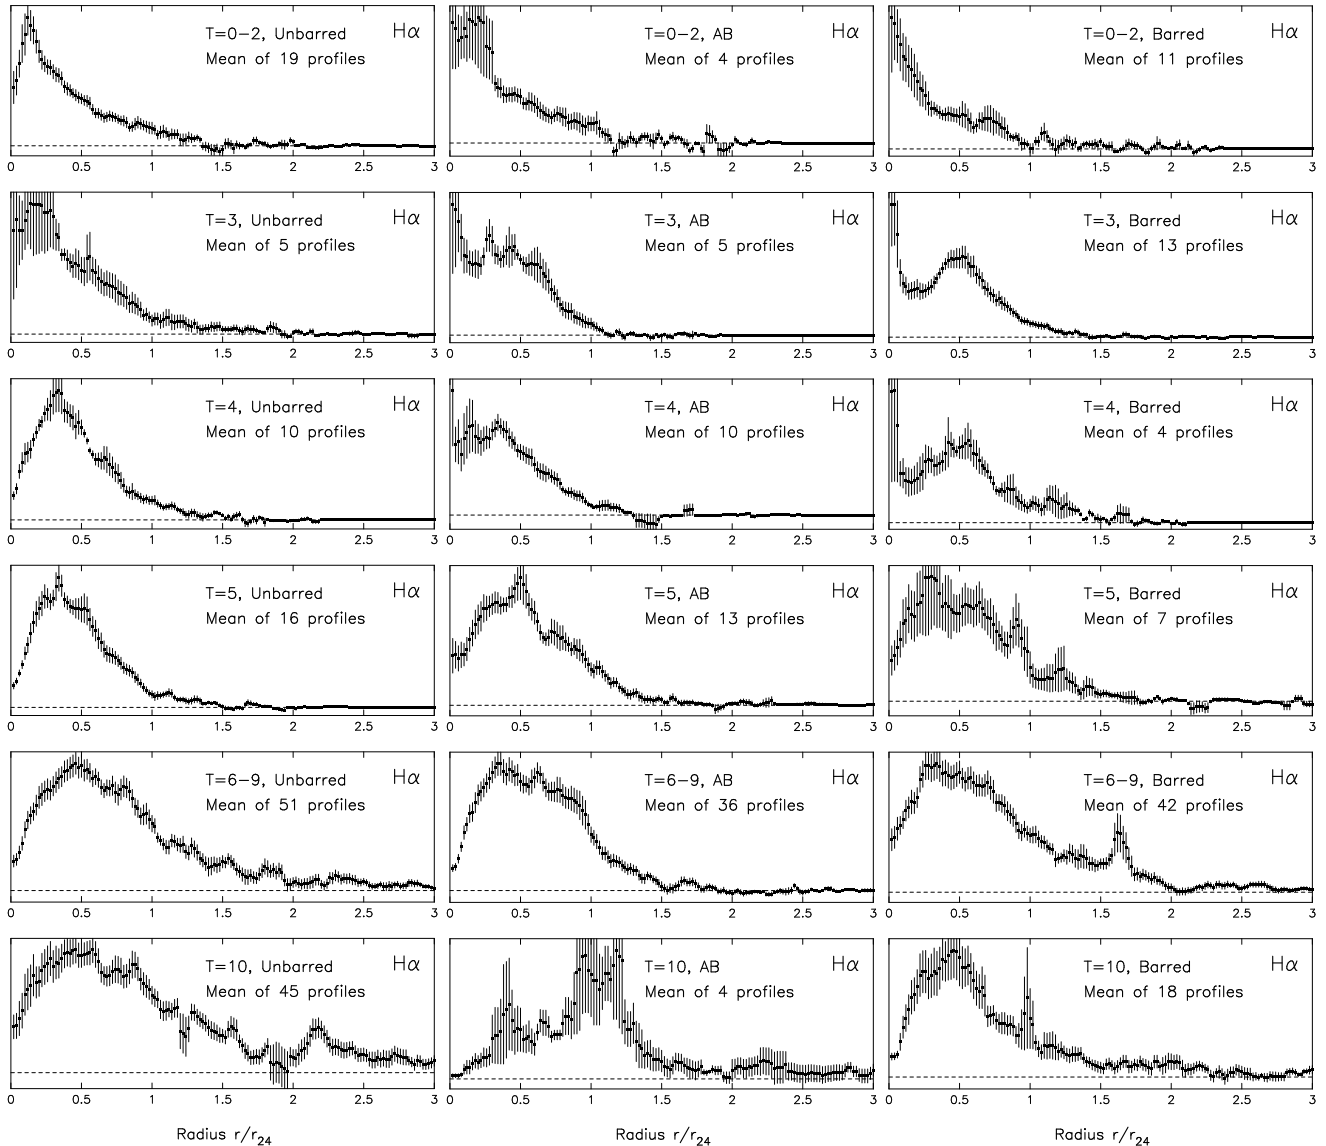 T=0−2, Unbarred Hα
Mean of 19 profiles
0 0.5 1 1.5 2 2.5 3
T=0−2, AB Hα
Mean of 4 profiles
0 0.5 1 1.5 2 2.5 3
T=0−2, Barred Hα
Mean of 11 profiles
0 0.5 1 1.5 2 2.5 3
T=3, Unbarred Hα
Mean of 5 profiles
0 0.5 1 1.5 2 2.5 3
T=3, AB Hα
Mean of 5 profiles
0 0.5 1 1.5 2 2.5 3
T=3, Barred Hα
Mean of 13 profiles
0 0.5 1 1.5 2 2.5 3
T=4, Unbarred Hα
Mean of 10 profiles
0 0.5 1 1.5 2 2.5 3
T=4, AB Hα
Mean of 10 profiles
0 0.5 1 1.5 2 2.5 3
T=4, Barred Hα
Mean of 4 profiles
0 0.5 1 1.5 2 2.5 3
T=5, Unbarred Hα
Mean of 16 profiles
0 0.5 1 1.5 2 2.5 3
T=5, AB Hα
Mean of 13 profiles
0 0.5 1 1.5 2 2.5 3
T=5, Barred Hα
Mean of 7 profiles
0 0.5 1 1.5 2 2.5 3
T=6−9, Unbarred Hα
Mean of 51 profiles
0 0.5 1 1.5 2 2.5 3
T=6−9, AB Hα
Mean of 36 profiles
0 0.5 1 1.5 2 2.5 3
T=6−9, Barred Hα
Mean of 42 profiles
0 0.5 1 1.5 2 2.5 3
T=10, Unbarred Hα
Mean of 45 profiles
0 0.5 1 1.5 2 2.5 3
Radius r/r24
T=10, AB Hα
Mean of 4 profiles
0 0.5 1 1.5 2 2.5 3
Radius r/r24
T=10, Barred Hα
Mean of 18 profiles
0 0.5 1 1.5 2 2.5 3
Radius r/r24